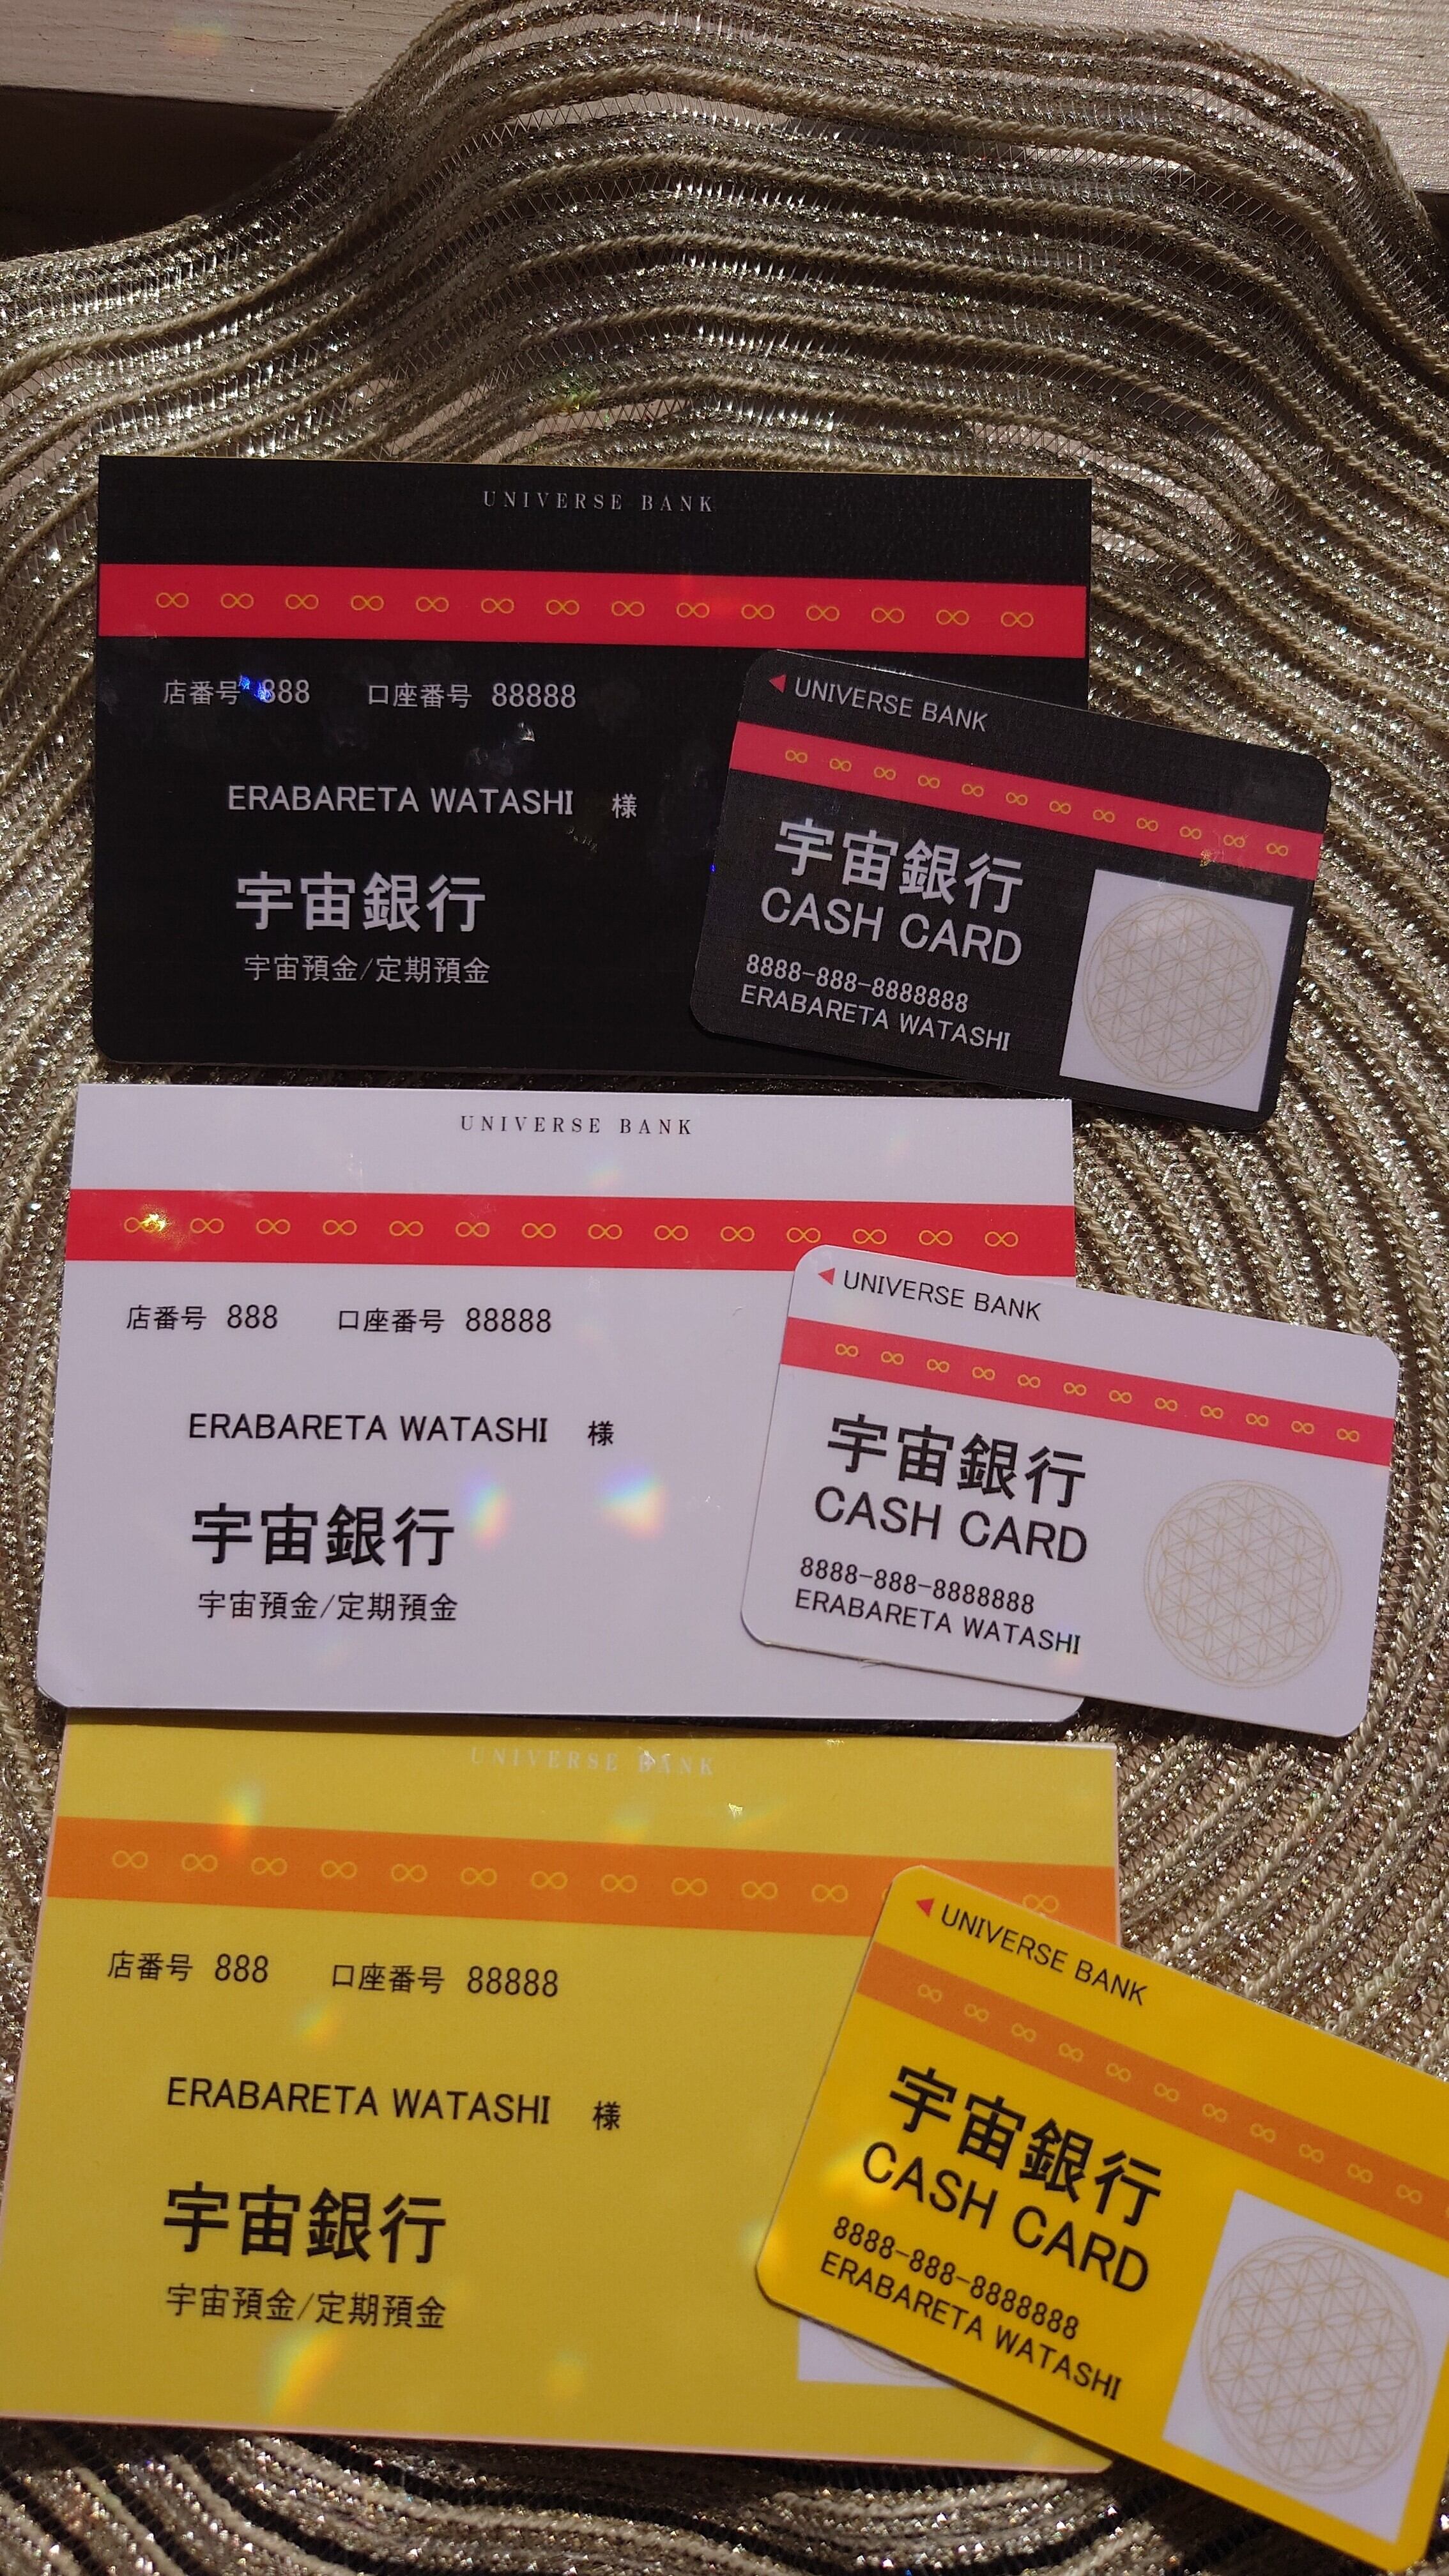 UNIVERSE BANK
∞ ∞ ∞ ∞ ∞ ∞ ∞ ∞ ∞ ∞ ∞ ∞ ∞ ∞
店番号 888 口座番号 88888
ERABARETA WATASHI 様
宇宙銀行
宇宙預金/定期預金
UNIVERSE BANK
∞ ∞ ∞ ∞ ∞ ∞ ∞ ∞ ∞ ∞ ∞ ∞
宇宙銀行
CASH CARD
8888-888-8888888
ERABARETA WATASHI
UNIVERSE BANK
∞ ∞ ∞ ∞ ∞ ∞ ∞ ∞ ∞ ∞ ∞ ∞ ∞ ∞
店番号 888 口座番号 88888
ERABARETA WATASHI 様
宇宙銀行
宇宙預金/定期預金
UNIVERSE BANK
∞ ∞ ∞ ∞ ∞ ∞ ∞ ∞ ∞ ∞ ∞ ∞
宇宙銀行
CASH CARD
8888-888-8888888
ERABARETA WATASHI
UNIVERSE BANK
∞ ∞ ∞ ∞ ∞ ∞ ∞ ∞ ∞ ∞ ∞ ∞
店番号 888 口座番号 88888
ERABARETA WATASHI 様
宇宙銀行
宇宙預金/定期預金
UNIVERSE BANK
∞ ∞ ∞ ∞ ∞ ∞ ∞ ∞ ∞ ∞ ∞
宇宙銀行
CASH CARD
8888-888-8888888
ERABARETA WATASHI